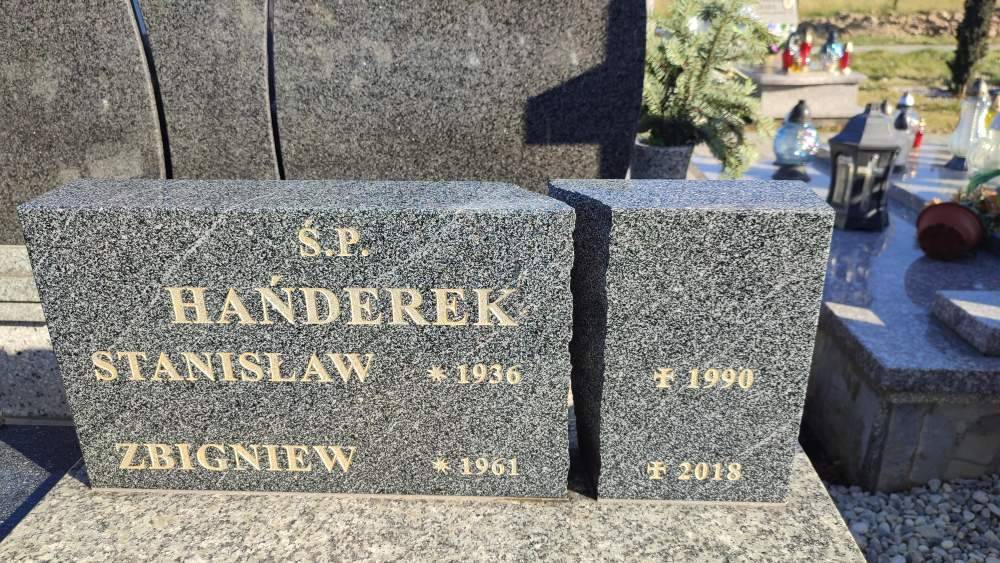 Ś.P.
HAŃDEREK
STANISŁAW * 1936 ✠ 1990
ZBIGNIEW * 1961 ✠ 2018